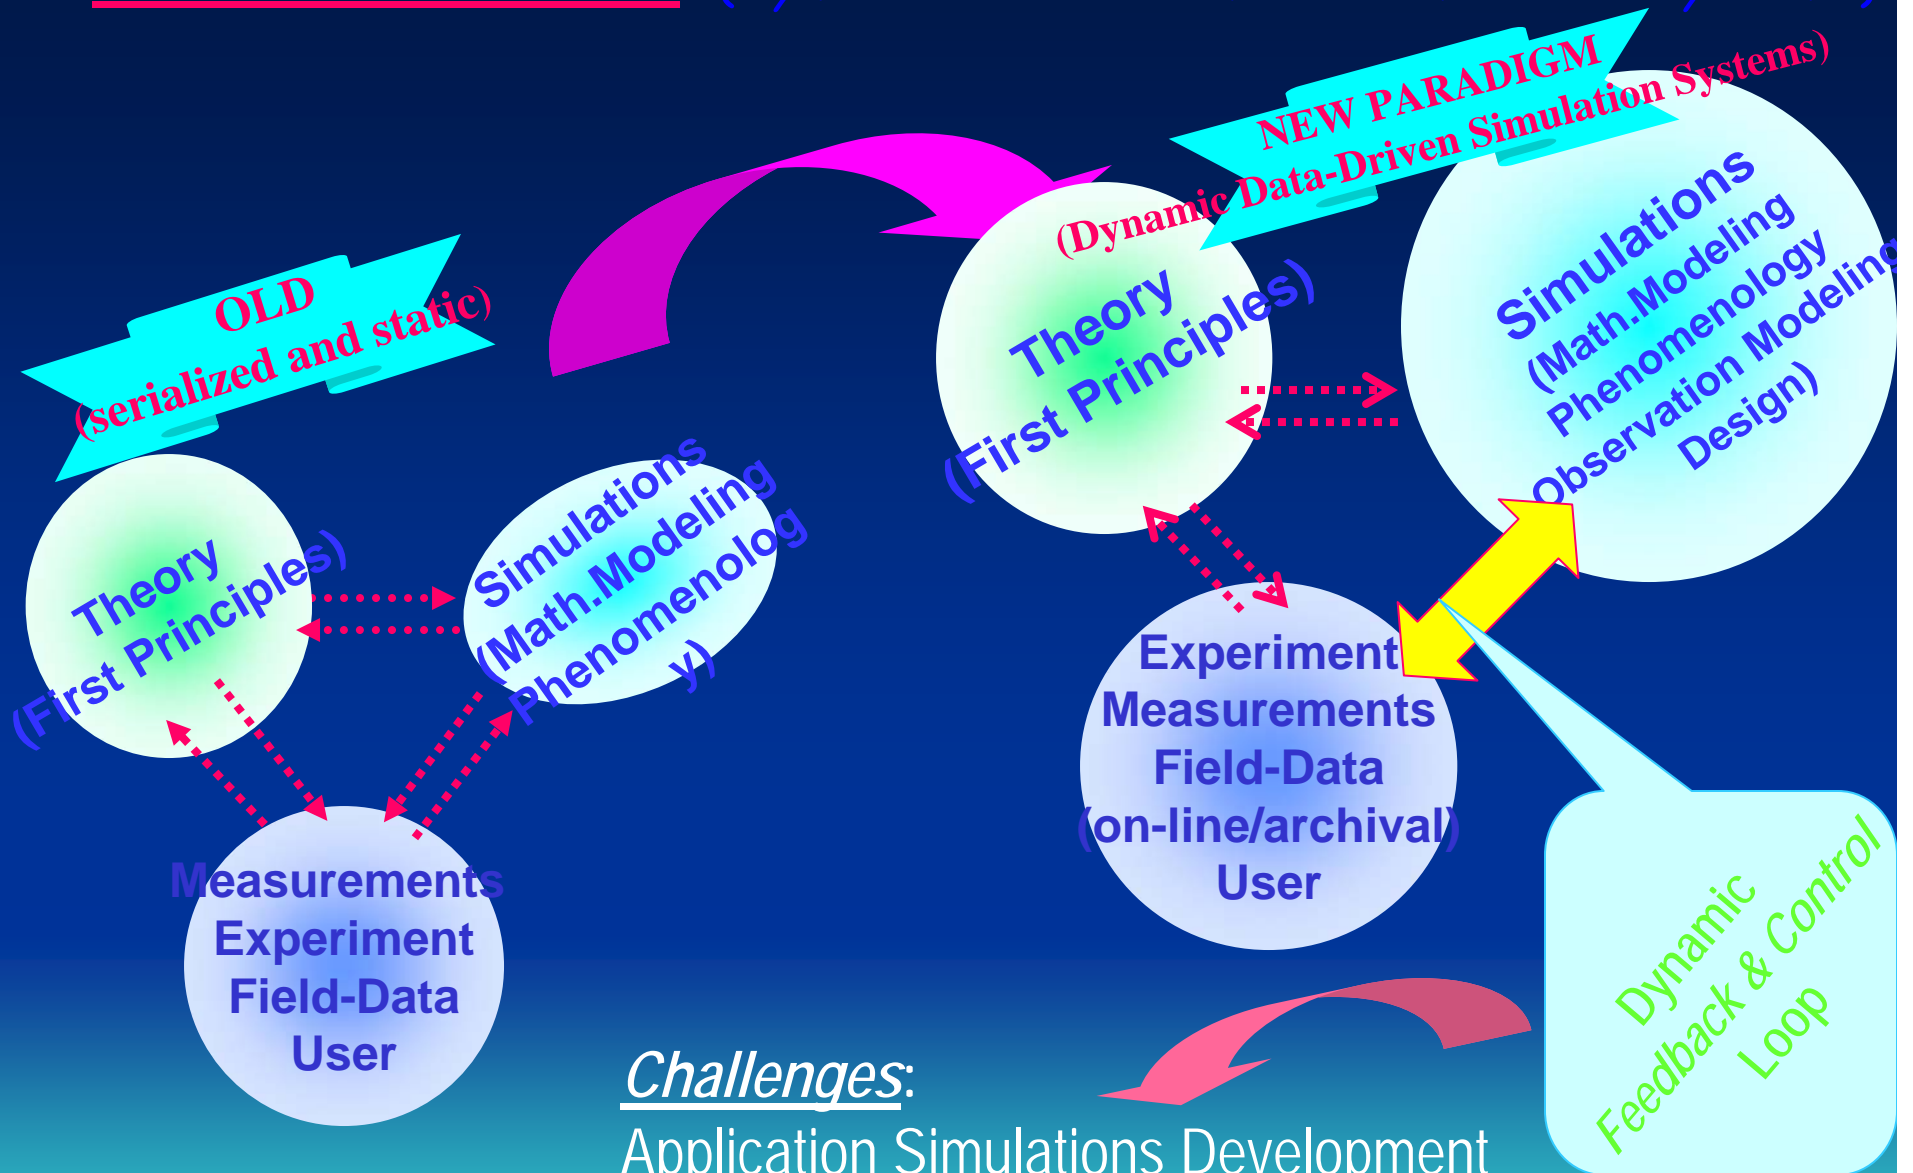 OLD
(serialized and static)
Theory
(First Principles)
Simulations
(Math.Modeling
Phenomenolog
y)
Measurements
Experiment
Field-Data
User
NEW PARADIGM
(Dynamic Data-Driven Simulation Systems)
Theory
(First Principles)
Simulations
(Math.Modeling
Phenomenology
Observation Modeling
Design)
Experiment
Measurements
Field-Data
(on-line/archival)
User
Dynamic
Feedback & Control
Loop
Challenges:
Application Simulations Development